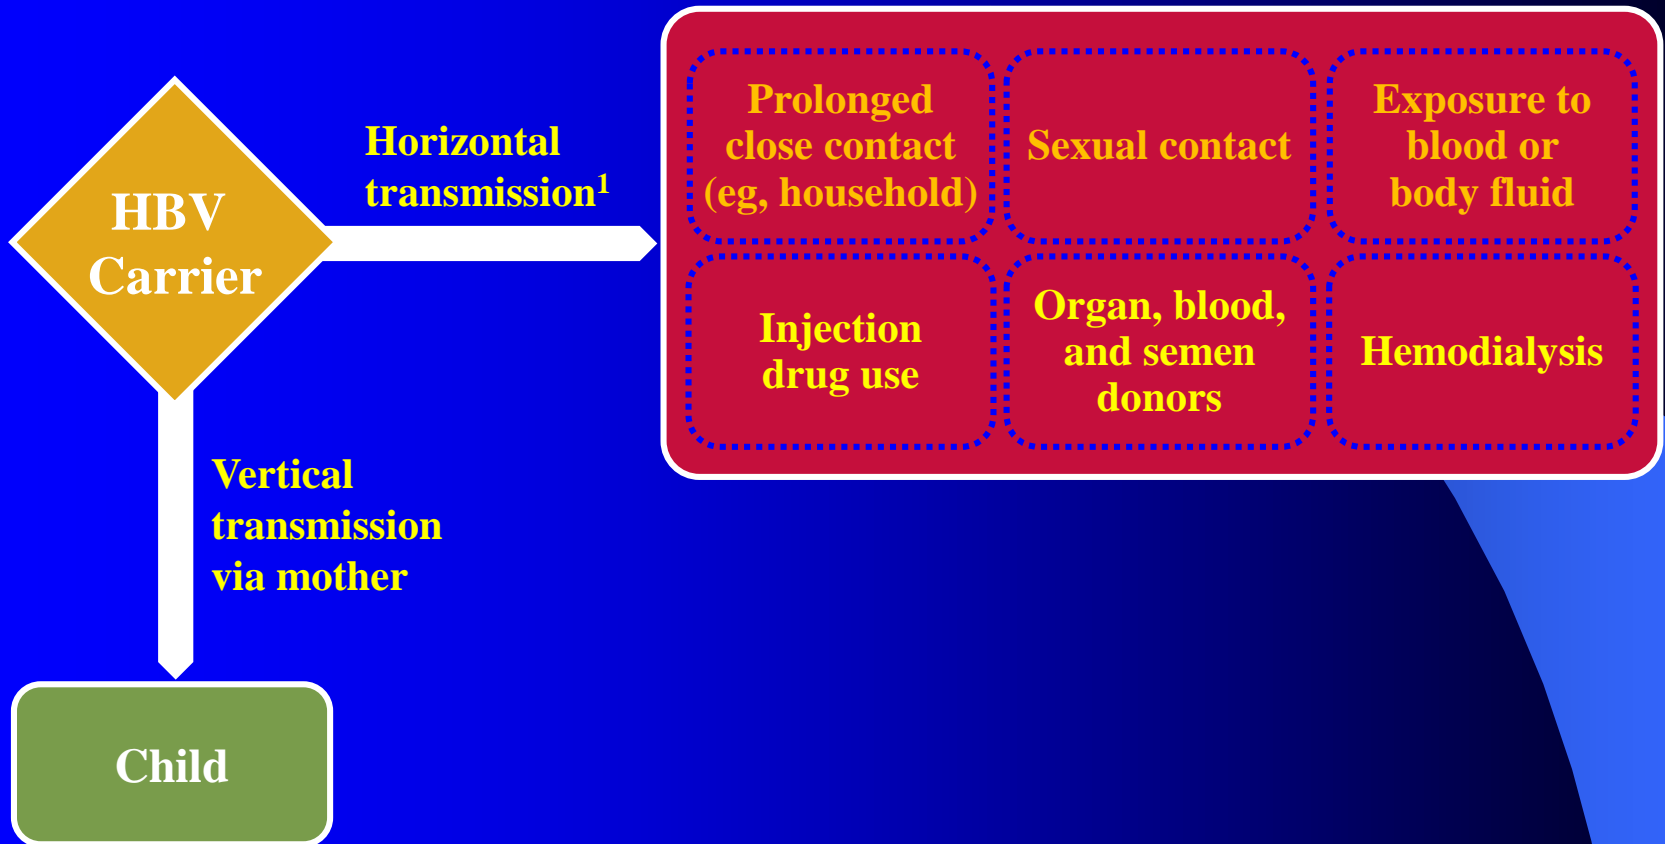 HBV
Carrier
Horizontal
transmission¹
Prolonged
close contact
(eg, household)
Sexual contact
Exposure to
blood or
body fluid
Injection
drug use
Organ, blood,
and semen
donors
Hemodialysis
Vertical
transmission
via mother
Child